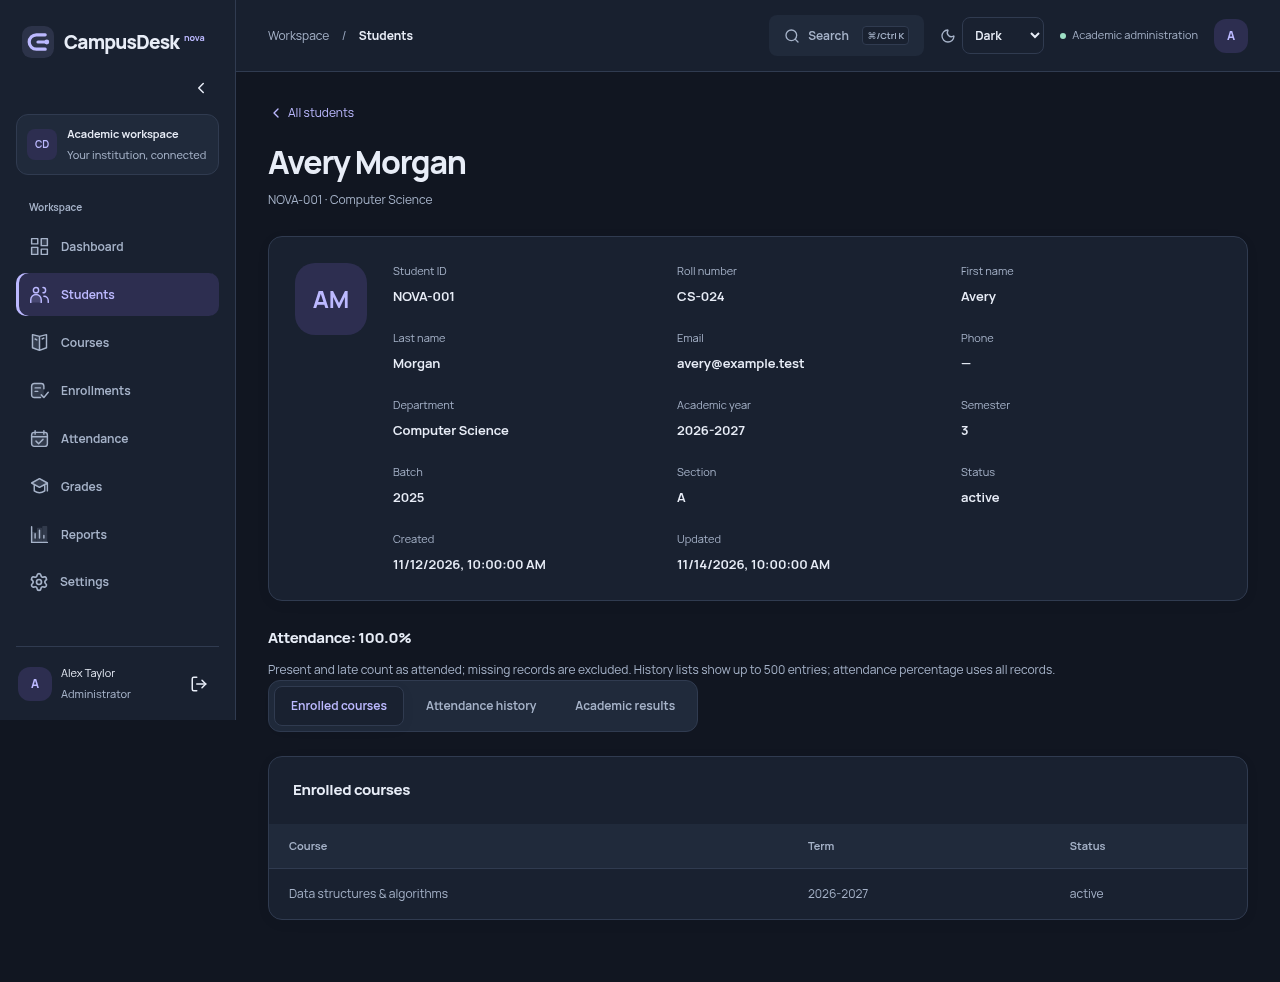 CampusDesk nova
CD
Academic workspace
Your institution, connected
Workspace
Dashboard
Students
Courses
Enrollments
Attendance
Grades
Reports
Settings
A
Alex Taylor
Administrator
Workspace / Students
Search ⌘/Ctrl K
Dark
Academic administration
A
All students
Avery Morgan
NOVA-001 · Computer Science
AM
Student ID Roll number First name
NOVA-001 CS-024 Avery
Last name Email Phone
Morgan avery@example.test —
Department Academic year Semester
Computer Science 2026-2027 3
Batch Section Status
2025 A active
Created Updated
11/12/2026, 10:00:00 AM 11/14/2026, 10:00:00 AM
Attendance: 100.0%
Present and late count as attended; missing records are excluded. History lists show up to 500 entries; attendance percentage uses all records.
Enrolled courses Attendance history Academic results
Enrolled courses
Course Term Status
Data structures & algorithms 2026-2027 active